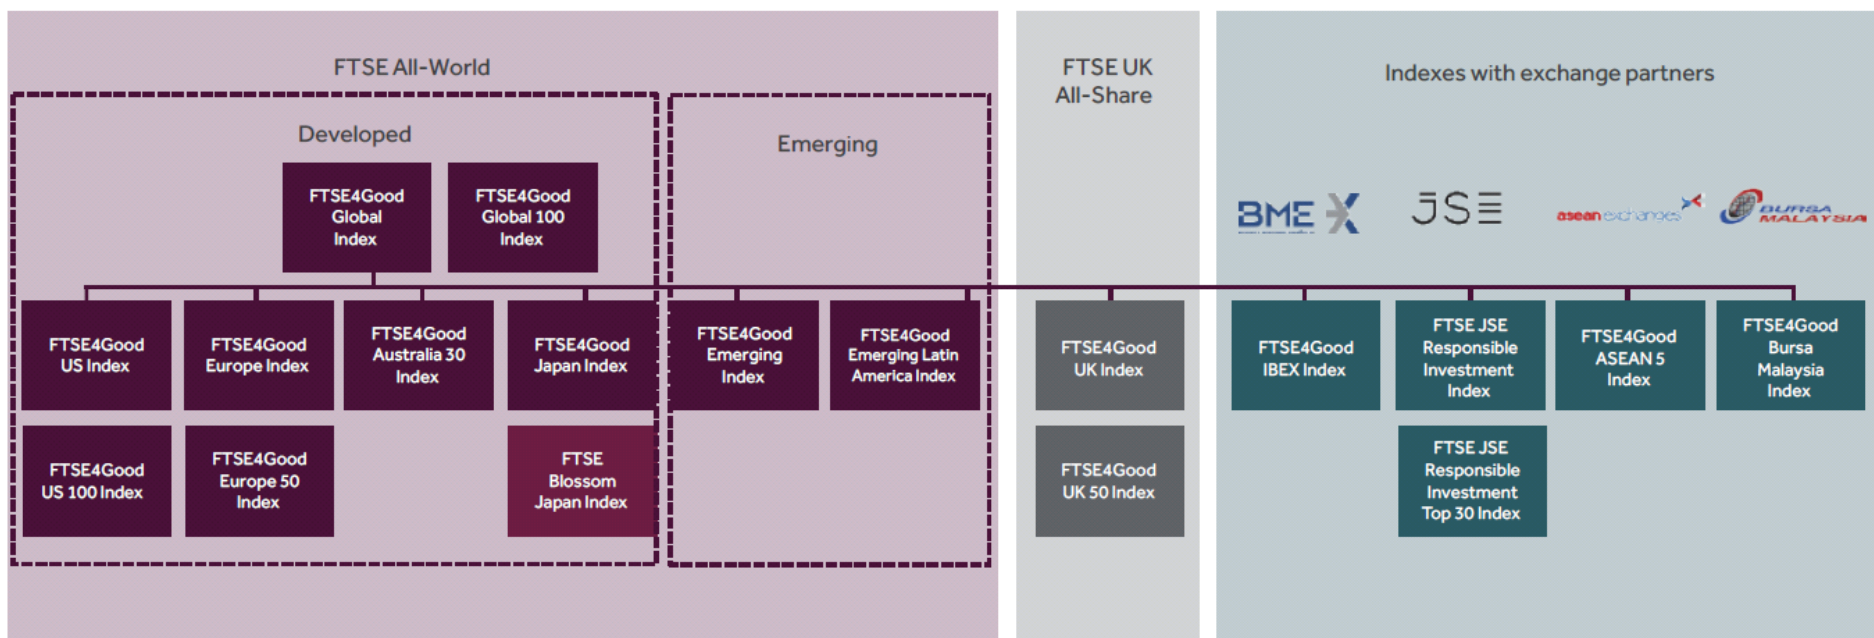 FTSE All-World
Developed
FTSE4Good
Global
Index
FTSE4Good
Global 100
Index
FTSE4Good
US Index
FTSE4Good
Europe Index
FTSE4Good
Australia 30
Index
FTSE4Good
Japan Index
FTSE4Good
US 100 Index
FTSE4Good
Europe 50
Index
FTSE
Blossom
Japan Index
Emerging
FTSE4Good
Emerging
Index
FTSE4Good
Emerging Latin
America Index
FTSE UK
All-Share
FTSE4Good
UK Index
FTSE4Good
UK 50 Index
Indexes with exchange partners
BME X
JSE
asean exchanges
BURSA
MALAYSIA
FTSE4Good
IBEX Index
FTSE JSE
Responsible
Investment
Index
FTSE4Good
ASEAN 5
Index
FTSE4Good
Bursa
Malaysia
Index
FTSE JSE
Responsible
Investment
Top 30 Index